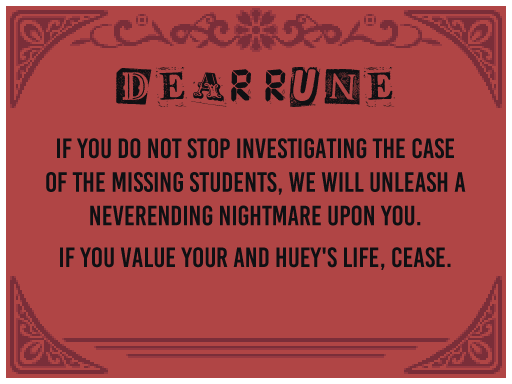 DEAR RUNE
IF YOU DO NOT STOP INVESTIGATING THE CASE
OF THE MISSING STUDENTS, WE WILL UNLEASH A
NEVERENDING NIGHTMARE UPON YOU.
IF YOU VALUE YOUR AND HUEY'S LIFE, CEASE.